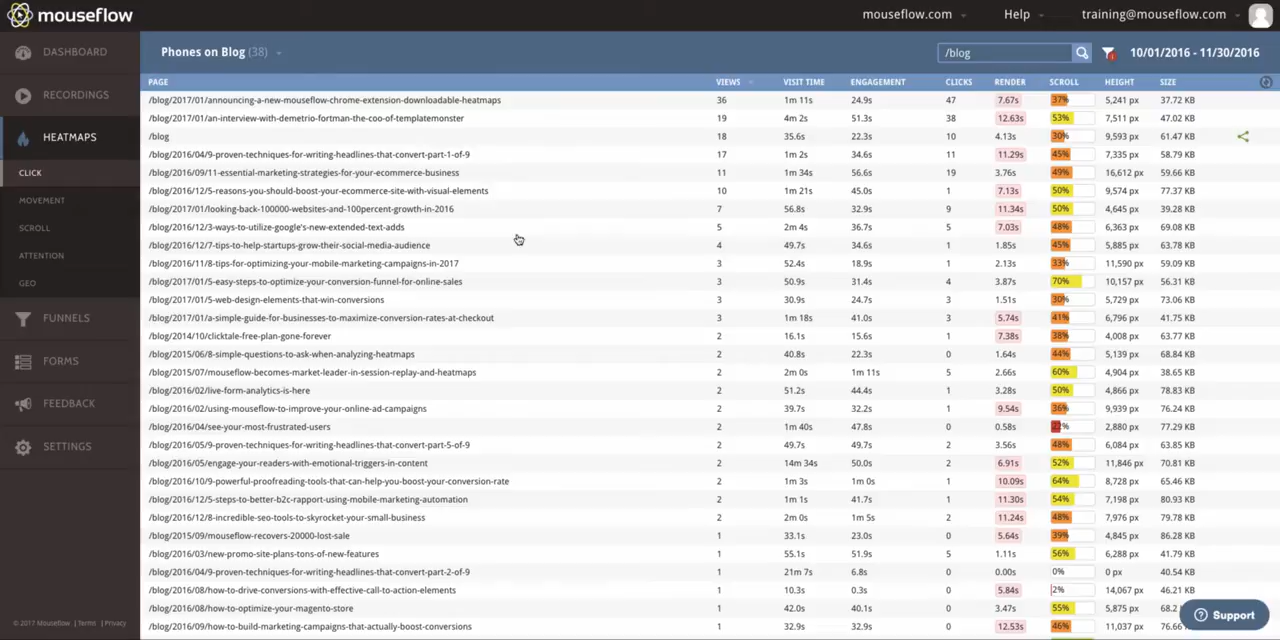 mouseflow
mouseflow.com
Help
training@mouseflow.com
DASHBOARD
RECORDINGS
HEATMAPS
CLICK
MOVEMENT
SCROLL
ATTENTION
GEO
FUNNELS
FORMS
FEEDBACK
SETTINGS
© 2017 Mouseflow | Terms | Privacy
Phones on Blog (38)
/blog
10/01/2016 - 11/30/2016
PAGE VIEWS VISIT TIME ENGAGEMENT CLICKS RENDER SCROLL HEIGHT SIZE
/blog/2017/01/announcing-a-new-mouseflow-chrome-extension-downloadable-heatmaps 36 1m 11s 24.9s 47 7.67s 37% 5,241 px 37.72 KB
/blog/2017/01/an-interview-with-demetrio-fortman-the-coo-of-templatemonster 19 4m 2s 51.3s 38 12.63s 53% 7,511 px 47.02 KB
/blog 18 35.6s 22.3s 10 4.13s 30% 9,593 px 61.47 KB
/blog/2016/04/9-proven-techniques-for-writing-headlines-that-convert-part-1-of-9 17 1m 2s 34.6s 11 11.29s 45% 7,335 px 58.79 KB
/blog/2016/09/11-essential-marketing-strategies-for-your-ecommerce-business 11 1m 34s 56.6s 19 3.76s 49% 16,612 px 59.66 KB
/blog/2016/12/5-reasons-you-should-boost-your-ecommerce-site-with-visual-elements 10 1m 21s 45.0s 1 7.13s 50% 9,574 px 77.37 KB
/blog/2017/01/looking-back-100000-websites-and-100percent-growth-in-2016 7 56.8s 32.9s 9 11.34s 50% 4,645 px 39.28 KB
/blog/2016/12/3-ways-to-utilize-google's-new-extended-text-adds 5 2m 4s 36.7s 5 7.03s 48% 6,363 px 69.08 KB
/blog/2016/12/7-tips-to-help-startups-grow-their-social-media-audience 4 49.7s 34.6s 1 1.85s 45% 5,885 px 63.78 KB
/blog/2016/11/8-tips-for-optimizing-your-mobile-marketing-campaigns-in-2017 3 52.4s 18.9s 1 2.13s 33% 11,590 px 59.09 KB
/blog/2017/01/5-easy-steps-to-optimize-your-conversion-funnel-for-online-sales 3 50.9s 31.4s 4 3.87s 70% 10,157 px 56.31 KB
/blog/2017/01/5-web-design-elements-that-win-conversions 3 30.9s 24.7s 3 1.51s 30% 5,729 px 73.06 KB
/blog/2017/01/a-simple-guide-for-businesses-to-maximize-conversion-rates-at-checkout 3 1m 18s 41.0s 3 5.74s 41% 6,796 px 41.75 KB
/blog/2014/10/clicktale-free-plan-gone-forever 2 16.1s 15.6s 1 7.38s 38% 4,008 px 63.77 KB
/blog/2015/06/8-simple-questions-to-ask-when-analyzing-heatmaps 2 40.8s 22.3s 0 1.64s 44% 5,139 px 68.84 KB
/blog/2015/07/mouseflow-becomes-market-leader-in-session-replay-and-heatmaps 2 2m 0s 1m 11s 5 2.66s 60% 4,904 px 38.65 KB
/blog/2016/02/live-form-analytics-is-here 2 51.2s 44.4s 1 3.28s 50% 4,866 px 78.83 KB
/blog/2016/02/using-mouseflow-to-improve-your-online-ad-campaigns 2 39.7s 32.2s 1 9.54s 36% 9,939 px 76.24 KB
/blog/2016/04/see-your-most-frustrated-users 2 1m 40s 47.8s 0 0.58s 22% 2,880 px 77.29 KB
/blog/2016/05/9-proven-techniques-for-writing-headlines-that-convert-part-5-of-9 2 49.7s 49.7s 2 3.56s 48% 6,084 px 63.85 KB
/blog/2016/05/engage-your-readers-with-emotional-triggers-in-content 2 14m 34s 50.0s 2 6.91s 52% 11,846 px 70.81 KB
/blog/2016/10/9-powerful-proofreading-tools-that-can-help-you-boost-your-conversion-rate 2 1m 3s 1m 0s 1 10.09s 64% 8,728 px 65.46 KB
/blog/2016/12/5-steps-to-better-b2c-rapport-using-mobile-marketing-automation 2 1m 1s 41.7s 1 11.30s 54% 7,198 px 80.93 KB
/blog/2016/12/8-incredible-seo-tools-to-skyrocket-your-small-business 2 2m 0s 1m 5s 2 11.24s 48% 7,976 px 79.78 KB
/blog/2015/09/mouseflow-recovers-20000-lost-sale 1 33.1s 23.0s 0 5.64s 39% 4,845 px 86.28 KB
/blog/2016/03/new-promo-site-plans-tons-of-new-features 1 55.1s 51.9s 5 1.11s 56% 6,288 px 41.79 KB
/blog/2016/04/9-proven-techniques-for-writing-headlines-that-convert-part-2-of-9 1 21m 7s 6.8s 0 0.00s 0% 0 px 40.54 KB
/blog/2016/08/how-to-drive-conversions-with-effective-call-to-action-elements 1 10.3s 0.3s 0 5.84s 2% 14,067 px 46.21 KB
/blog/2016/08/how-to-optimize-your-magento-store 1 42.0s 40.1s 0 3.47s 55% 5,875 px 68.2
/blog/2016/09/how-to-build-marketing-campaigns-that-actually-boost-conversions 1 32.9s 32.9s 0 12.53s 46% 11,037 px 76.66
Support